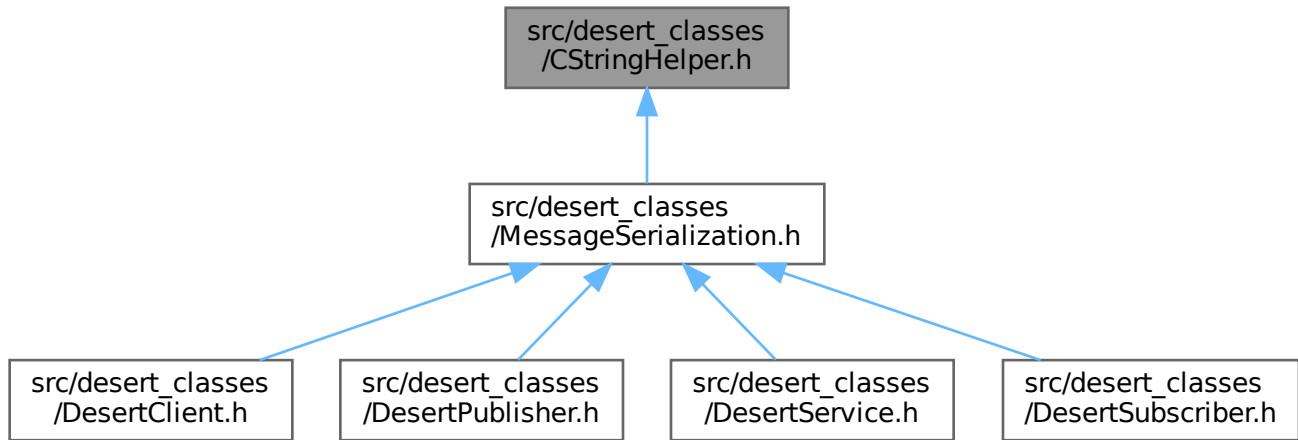 src/desert_classes
/CStringHelper.h
src/desert_classes
/MessageSerialization.h
src/desert_classes
/DesertClient.h
src/desert_classes
/DesertPublisher.h
src/desert_classes
/DesertService.h
src/desert_classes
/DesertSubscriber.h